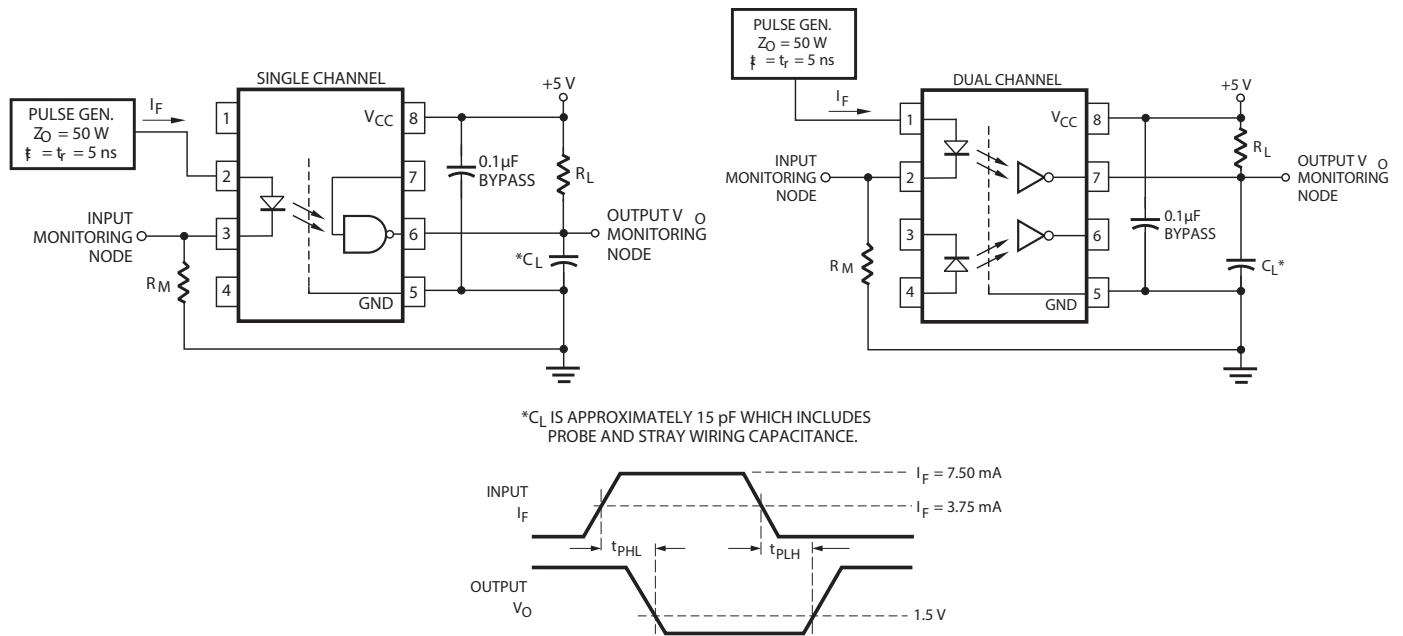 PULSE GEN.
ZO = 50 W
tf = tr = 5 ns
IF
SINGLE CHANNEL
1
2
3
4
VCC
8
7
6
5
GND
INPUT
MONITORING
NODE
RM
+5 V
0.1µF
BYPASS
RL
*CL
OUTPUT V O
MONITORING
NODE
PULSE GEN.
ZO = 50 W
tf = tr = 5 ns
IF
DUAL CHANNEL
1
2
3
4
VCC
8
7
6
5
GND
INPUT
MONITORING
NODE
RM
+5 V
RL
0.1µF
BYPASS
CL*
OUTPUT V O
MONITORING
NODE
*CL IS APPROXIMATELY 15 pF WHICH INCLUDES
PROBE AND STRAY WIRING CAPACITANCE.
INPUT
IF
IF = 7.50 mA
IF = 3.75 mA
tPHL
tPLH
OUTPUT
VO
1.5 V